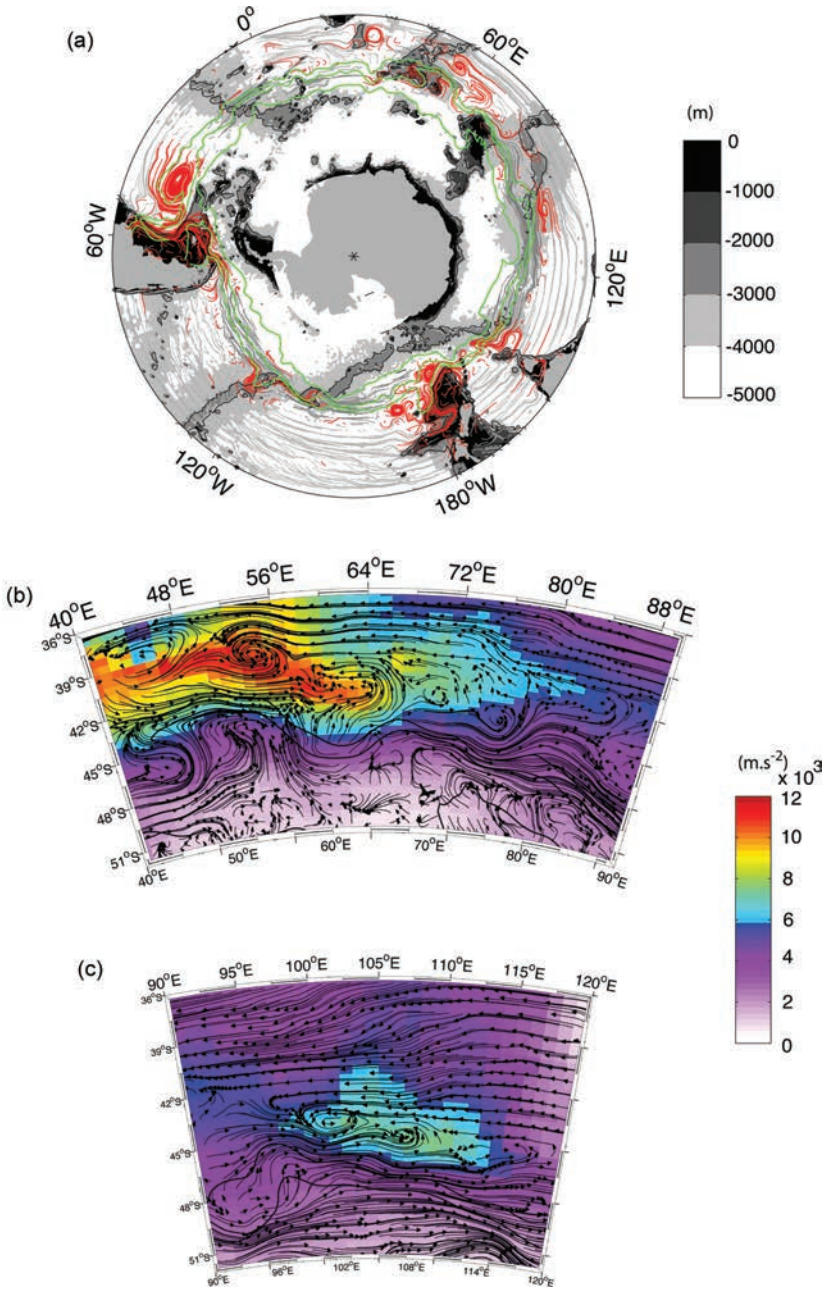 (a)
0°
60°E
120°E
180°W
120°W
60°W
(m)
0
-1000
-2000
-3000
-4000
-5000
(b)
40°E 48°E 56°E 64°E 72°E 80°E 88°E
36°S
39°S
42°S
45°S
48°S
51°S
40°E 50°E 60°E 70°E 80°E 90°E
(m.s⁻²)
x 10³
12
10
8
6
4
2
0
(c)
90°E 95°E 100°E 105°E 110°E 115°E 120°E
36°S
39°S
42°S
45°S
48°S
51°S
90°E 96°E 102°E 108°E 114°E 120°E